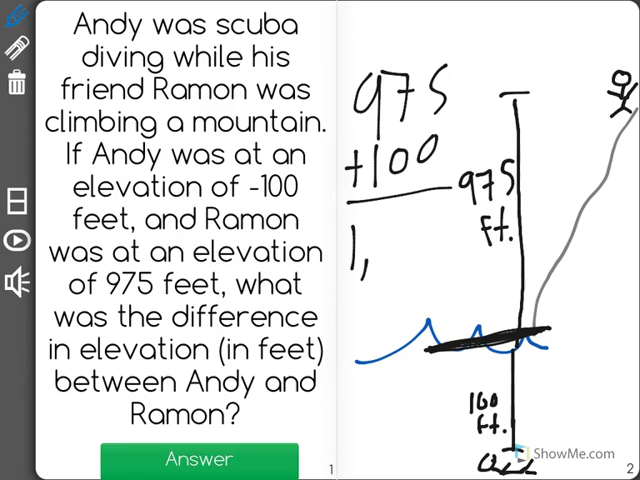 Andy was scuba
diving while his
friend Ramon was
climbing a mountain.
If Andy was at an
elevation of -100
feet, and Ramon
was at an elevation
of 975 feet, what
was the difference
in elevation (in feet)
between Andy and
Ramon?
Answer
1
975
+100
1,
975
ft.
100
ft.
ShowMe.com
2